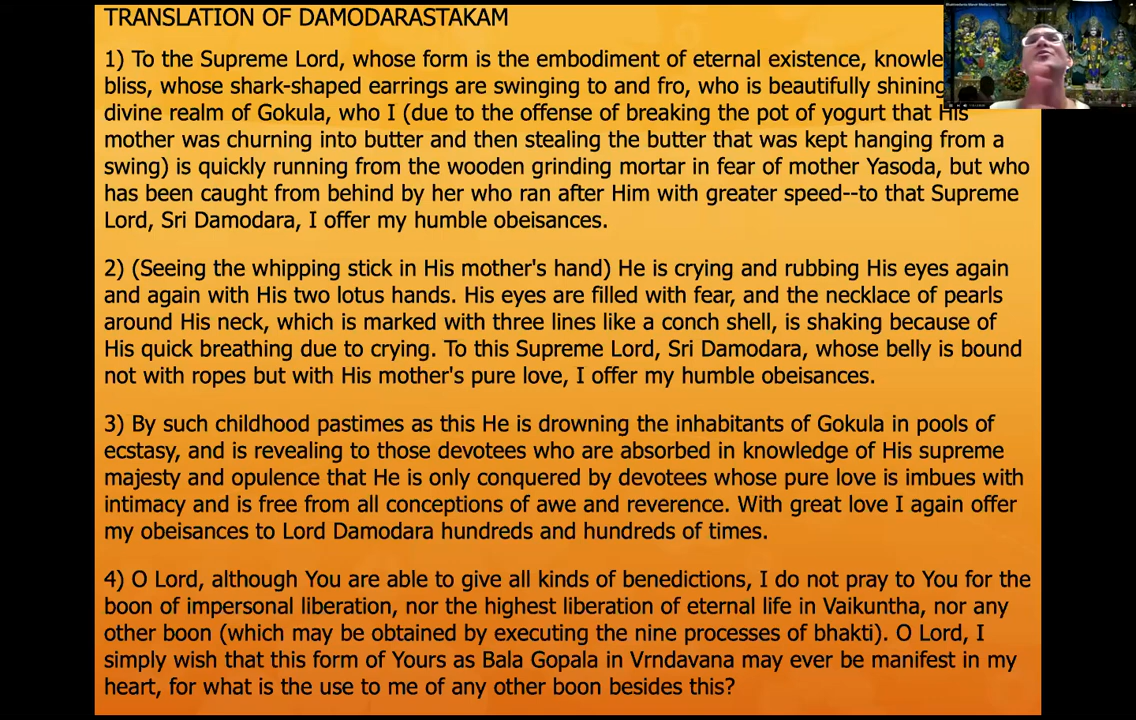 TRANSLATION OF DAMODARASTAKAM
1) To the Supreme Lord, whose form is the embodiment of eternal existence, knowle
bliss, whose shark-shaped earrings are swinging to and fro, who is beautifully shining
divine realm of Gokula, who I (due to the offense of breaking the pot of yogurt that His
mother was churning into butter and then stealing the butter that was kept hanging from a
swing) is quickly running from the wooden grinding mortar in fear of mother Yasoda, but who
has been caught from behind by her who ran after Him with greater speed--to that Supreme
Lord, Sri Damodara, I offer my humble obeisances.
2) (Seeing the whipping stick in His mother's hand) He is crying and rubbing His eyes again
and again with His two lotus hands. His eyes are filled with fear, and the necklace of pearls
around His neck, which is marked with three lines like a conch shell, is shaking because of
His quick breathing due to crying. To this Supreme Lord, Sri Damodara, whose belly is bound
not with ropes but with His mother's pure love, I offer my humble obeisances.
3) By such childhood pastimes as this He is drowning the inhabitants of Gokula in pools of
ecstasy, and is revealing to those devotees who are absorbed in knowledge of His supreme
majesty and opulence that He is only conquered by devotees whose pure love is imbues with
intimacy and is free from all conceptions of awe and reverence. With great love I again offer
my obeisances to Lord Damodara hundreds and hundreds of times.
4) O Lord, although You are able to give all kinds of benedictions, I do not pray to You for the
boon of impersonal liberation, nor the highest liberation of eternal life in Vaikuntha, nor any
other boon (which may be obtained by executing the nine processes of bhakti). O Lord, I
simply wish that this form of Yours as Bala Gopala in Vrndavana may ever be manifest in my
heart, for what is the use to me of any other boon besides this?